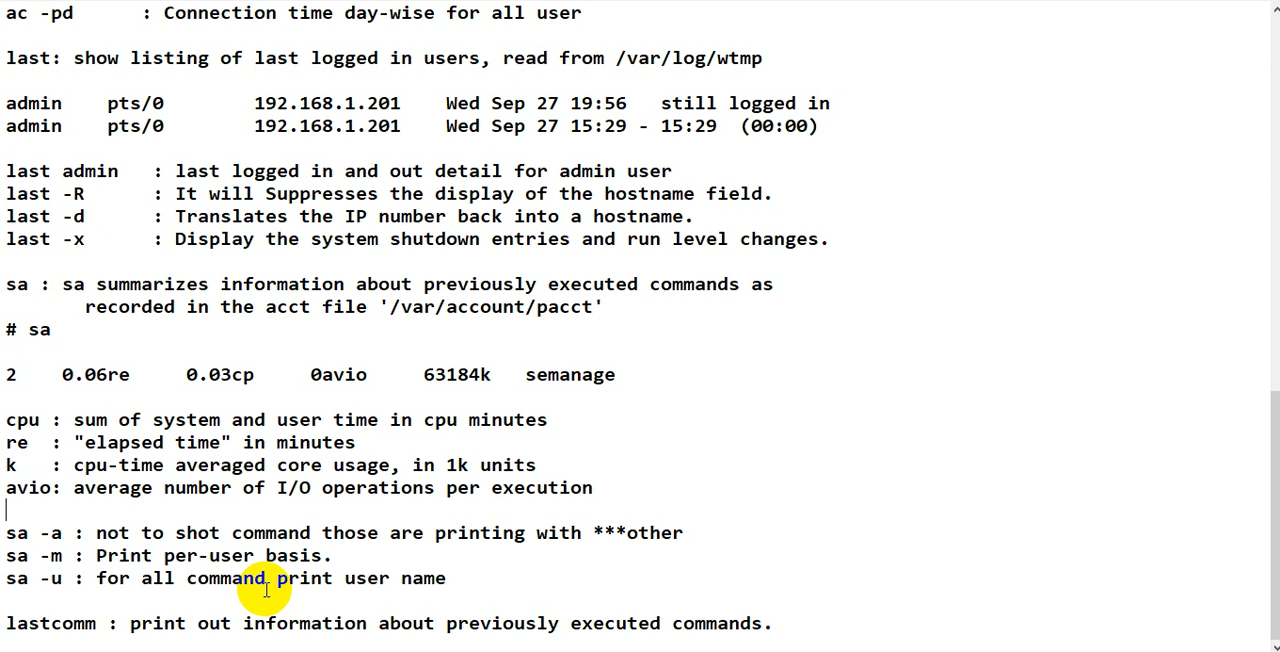 ac -pd : Connection time day-wise for all user
last: show listing of last logged in users, read from /var/log/wtmp
admin pts/0 192.168.1.201 Wed Sep 27 19:56 still logged in
admin pts/0 192.168.1.201 Wed Sep 27 15:29 - 15:29 (00:00)
last admin : last logged in and out detail for admin user
last -R : It will Suppresses the display of the hostname field.
last -d : Translates the IP number back into a hostname.
last -x : Display the system shutdown entries and run level changes.
sa : sa summarizes information about previously executed commands as
recorded in the acct file '/var/account/pacct'
# sa
2 0.06re 0.03cp 0avio 63184k semanage
cpu : sum of system and user time in cpu minutes
re : "elapsed time" in minutes
k : cpu-time averaged core usage, in 1k units
avio: average number of I/O operations per execution
sa -a : not to shot command those are printing with ***other
sa -m : Print per-user basis.
sa -u : for all command print user name
lastcomm : print out information about previously executed commands.